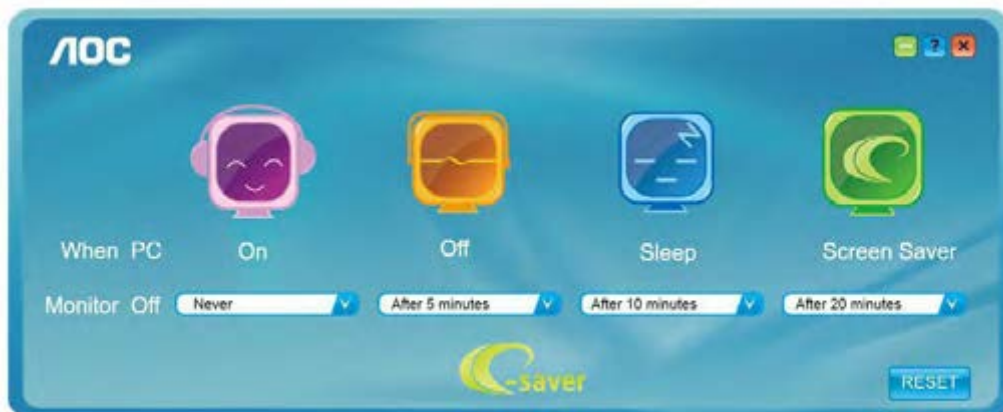 AOC
?
When PC On Off Sleep Screen Saver
Monitor Off Never After 5 minutes After 10 minutes After 20 minutes
e-saver
RESET